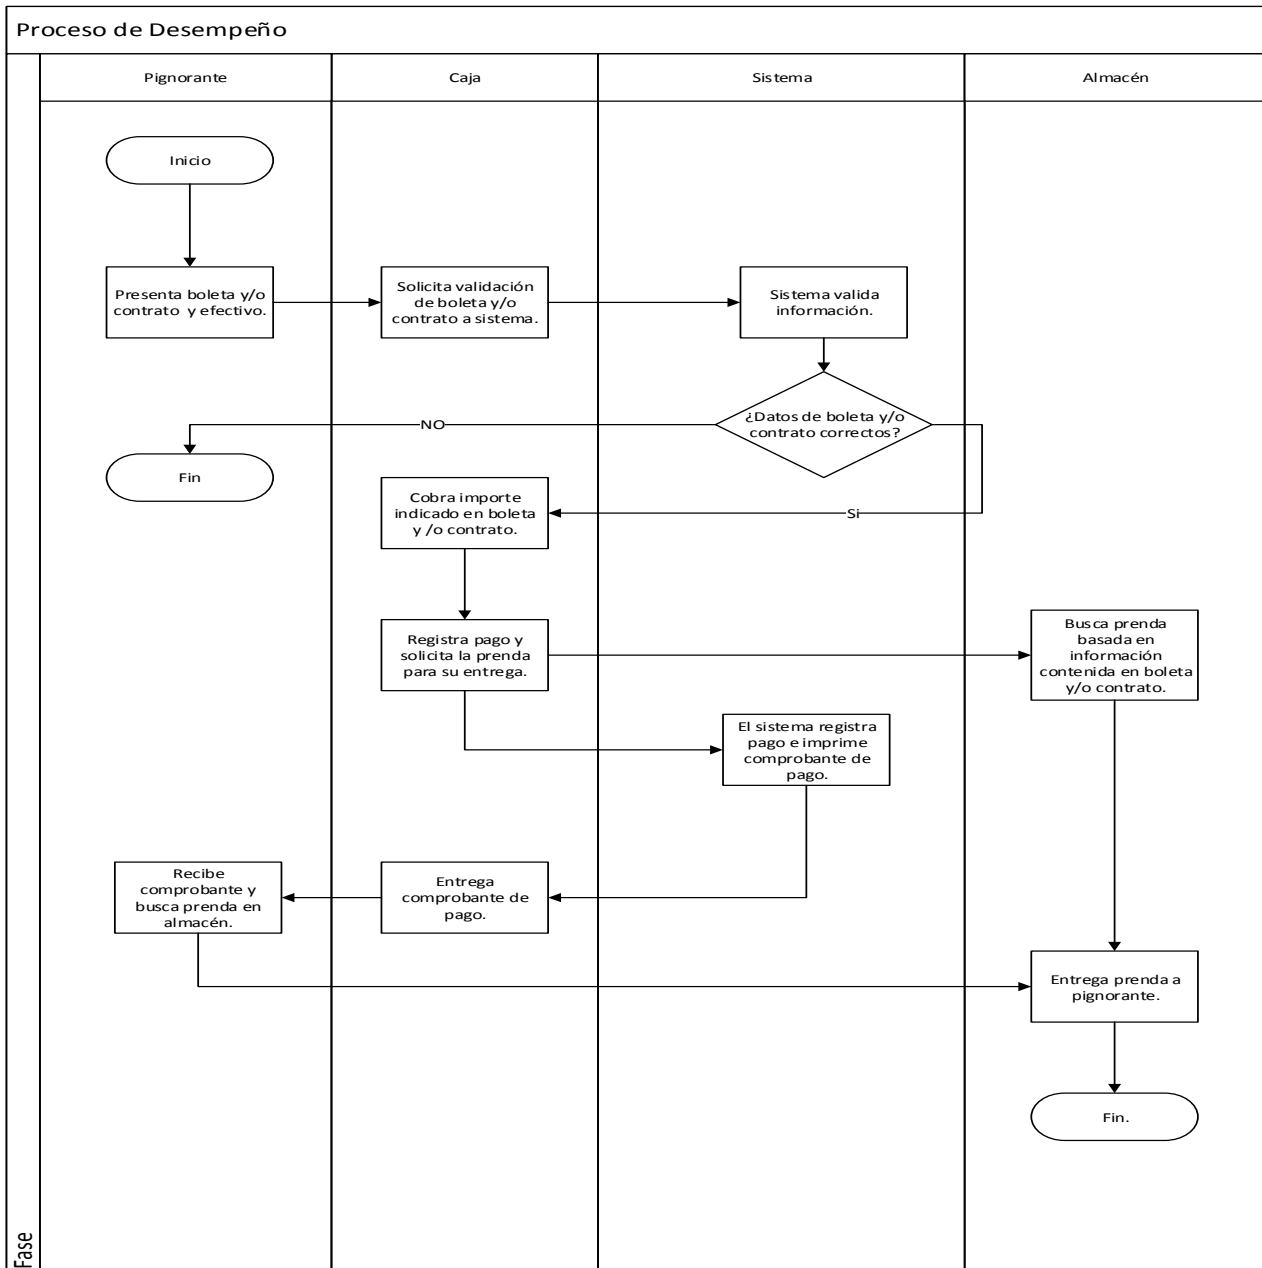 Proceso de Desempeño
Pignorante
Caja
Sistema
Almacén
Inicio
Presenta boleta y/o
contrato y efectivo.
Solicita validación
de boleta y/o
contrato a sistema.
Sistema valida
información.
¿Datos de boleta y/o
contrato correctos?
NO
Fin
Si
Cobra importe
indicado en boleta
y /o contrato.
Registra pago y
solicita la prenda
para su entrega.
Busca prenda
basada en
información
contenida en boleta
y/o contrato.
El sistema registra
pago e imprime
comprobante de
pago.
Recibe
comprobante y
busca prenda en
almacén.
Entrega
comprobante de
pago.
Entrega prenda a
pignorante.
Fin.
Fase